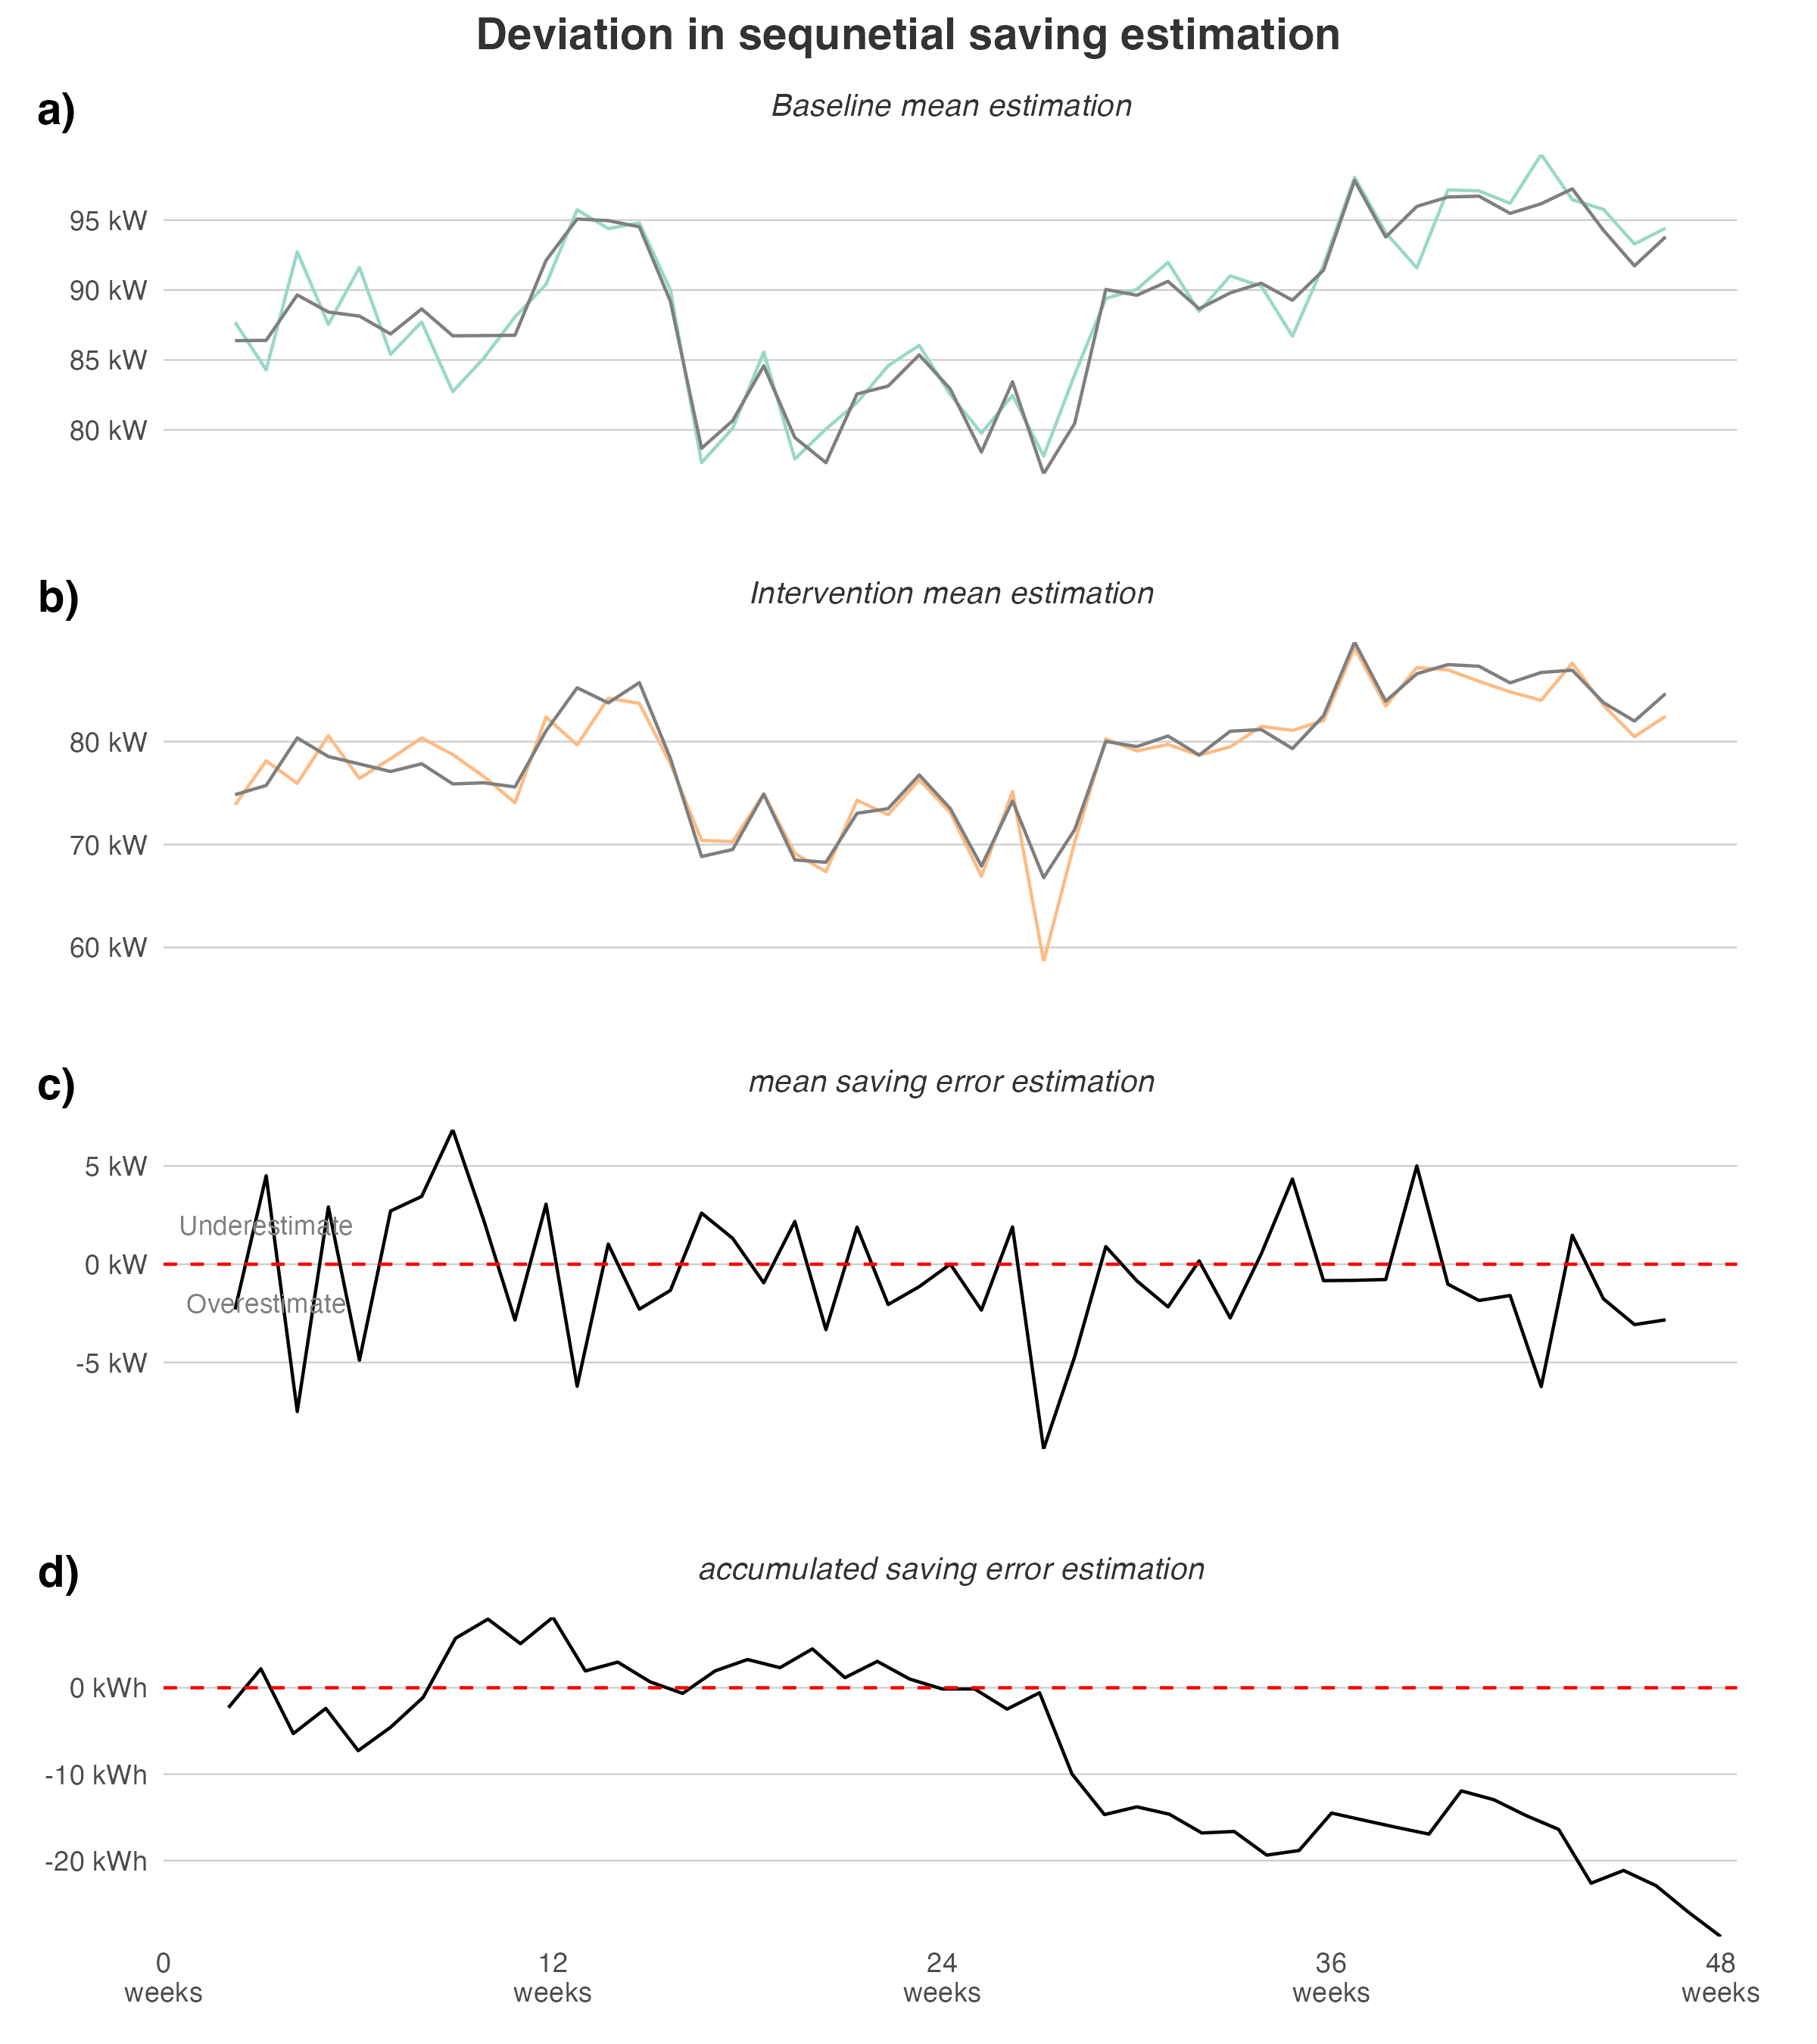 Deviation in sequnetial saving estimation
a)
Baseline mean estimation
95 kW
90 kW
85 kW
80 kW
b)
Intervention mean estimation
80 kW
70 kW
60 kW
c)
mean saving error estimation
5 kW
Underestimate
0 kW
Overestimate
-5 kW
d)
accumulated saving error estimation
0 kWh
-10 kWh
-20 kWh
0 12 24 36 48
weeks weeks weeks weeks weeks